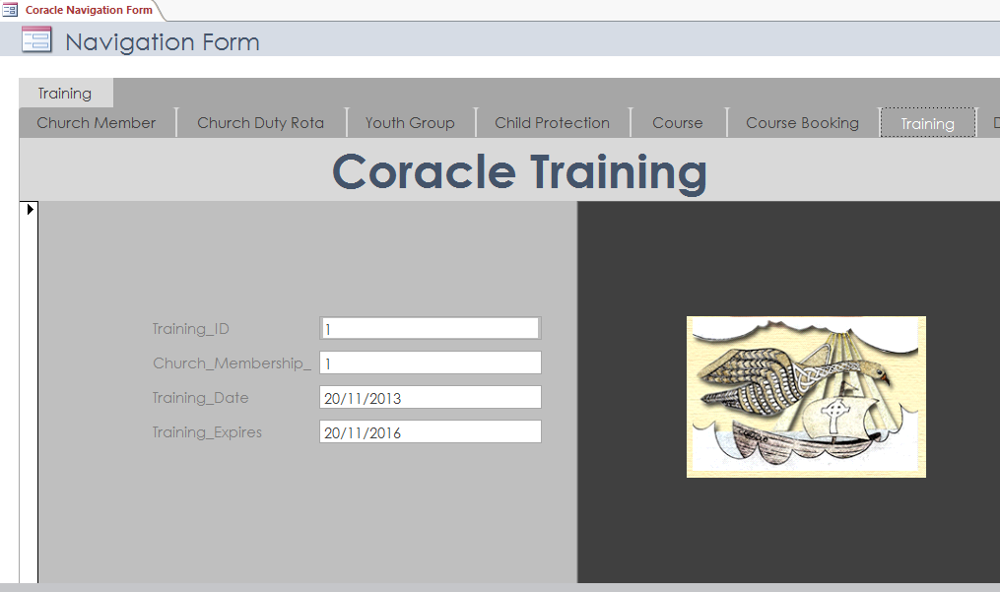 Coracle Navigation Form
Navigation Form
Training
Church Member Church Duty Rota Youth Group Child Protection Course Course Booking Training
Coracle Training
Training_ID 1
Church_Membership_ 1
Training_Date 20/11/2013
Training_Expires 20/11/2016